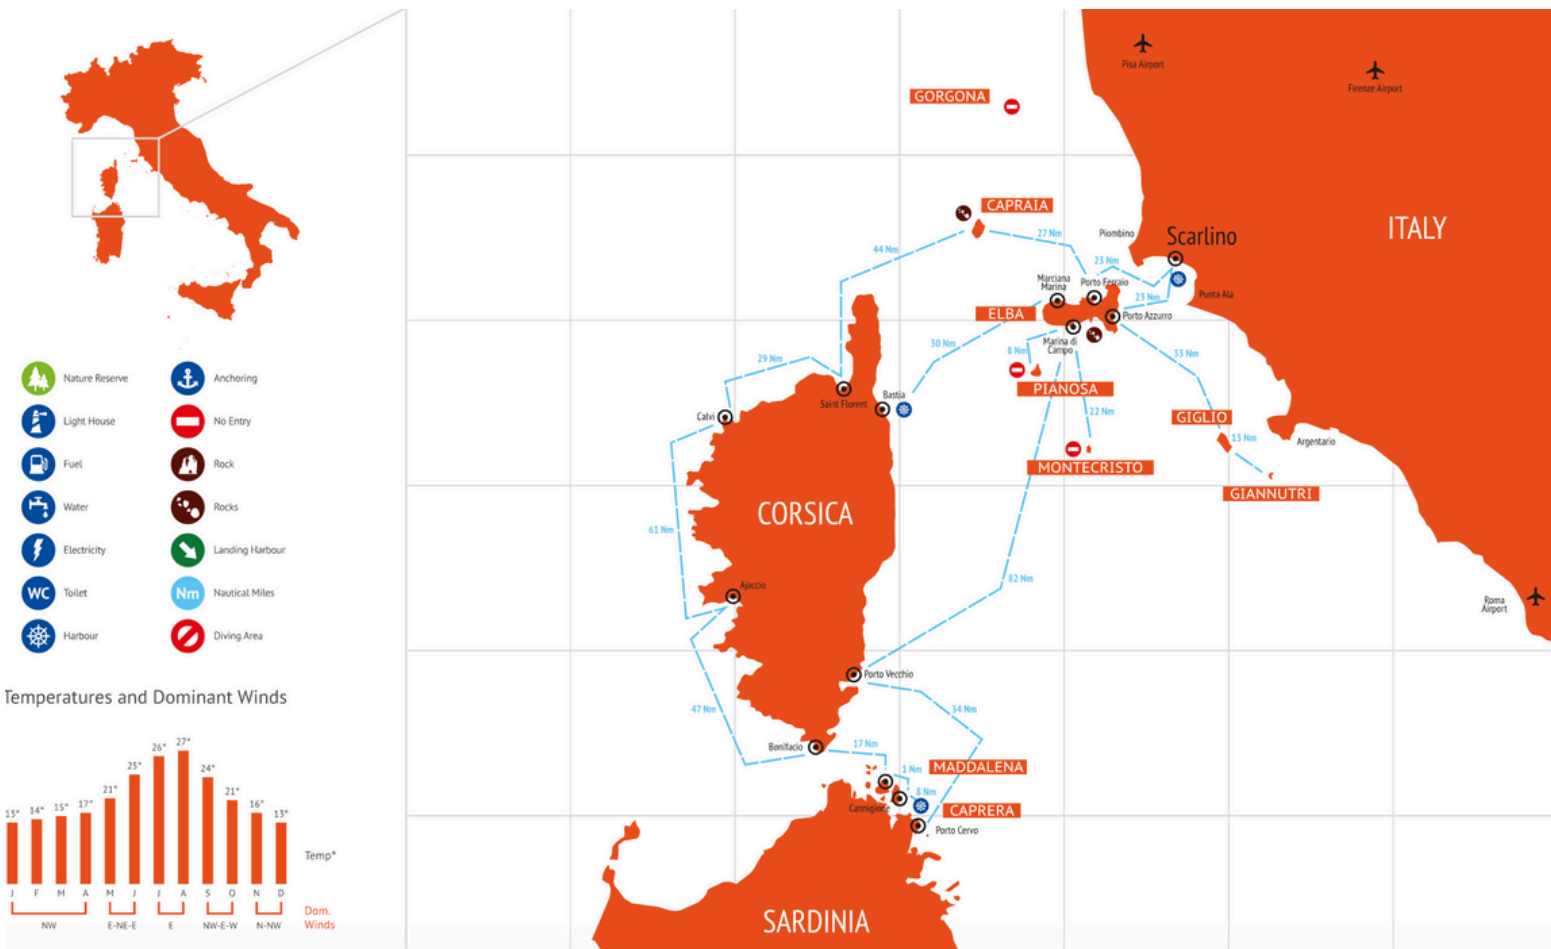 Pisa Airport
Firenze Airport
GORGONA
CAPRAIA
27 Nm
44 Nm
Piombino
Scarlino
ITALY
23 Nm
Marciana
Marina
Porto Ferraio
23 Nm
Punta Ala
ELBA
Porto Azzurro
30 Nm
8 Nm
Marina di
Campo
33 Nm
29 Nm
PIANOSA
Saint Florent
Bastia
Calvi
22 Nm
GIGLIO
13 Nm
Argentario
MONTECRISTO
GIANNUTRI
CORSICA
61 Nm
82 Nm
Ajaccio
Roma
Airport
Porto Vecchio
47 Nm
34 Nm
Bonifacio
17 Nm
1 Nm
MADDALENA
8 Nm
Cannigione
CAPRERA
Porto Cervo
SARDINIA
Nature Reserve
Anchoring
Light House
No Entry
Fuel
Rock
Water
Rocks
Electricity
Landing Harbour
WC
Toilet
Nm
Nautical Miles
Harbour
Diving Area
Temperatures and Dominant Winds
13° 14° 15° 17° 21° 25° 26° 27° 24° 21° 16° 13°
Temp°
J F M A M J J A S O N D
Dom.
Winds
NW E-NE-E E NW-E-W N-NW